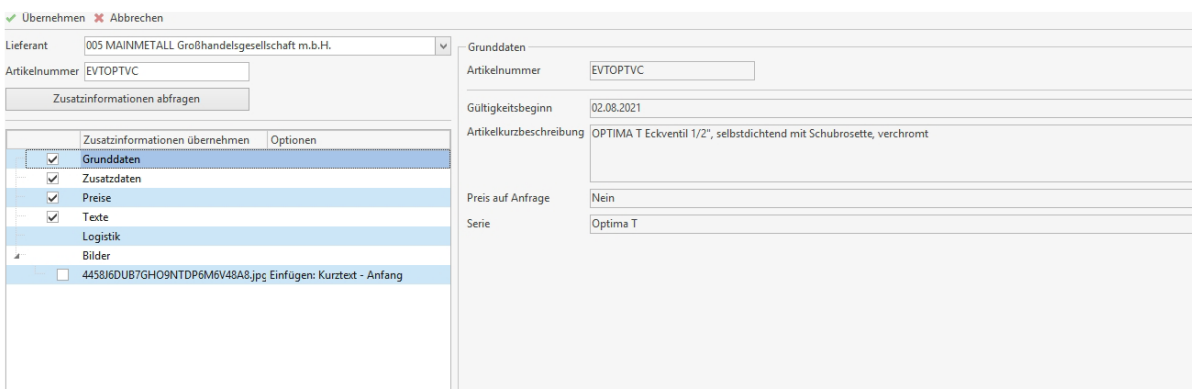 Übernehmen Abbrechen
Lieferant 005 MAINMETALL Großhandelsgesellschaft m.b.H.
Artikelnummer EVTOPTVC
Zusatzinformationen abfragen
Zusatzinformationen übernehmen Optionen
Grunddaten
Zusatzdaten
Preise
Texte
Logistik
Bilder
4458J6DUB7GHO9NTDP6M6V48A8.jpg Einfügen: Kurztext - Anfang
Grunddaten
Artikelnummer EVTOPTVC
Gültigkeitsbeginn 02.08.2021
Artikelkurzbeschreibung OPTIMA T Eckventil 1/2", selbstdichtend mit Schubrosette, verchromt
Preis auf Anfrage Nein
Serie Optima T